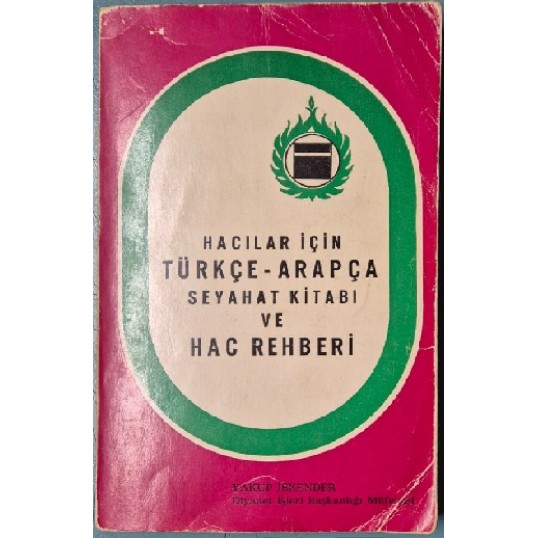 HACILAR İÇİN
TÜRKÇE - ARAPÇA
SEYAHAT KİTABI
VE
HAC REHBERİ
YAKUP İSKENDER
Diyanet İşleri Başkanlığı